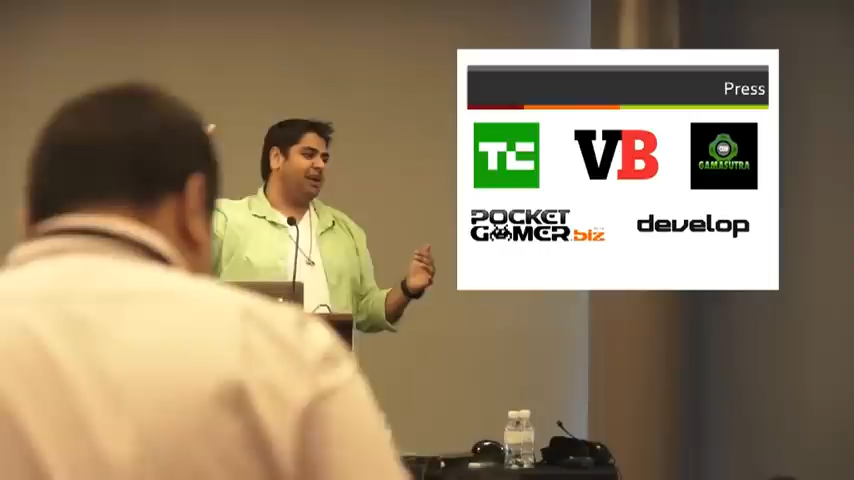 Press
TC
VB
GAMASUTRA
POCKET
GAMER.biz
develop